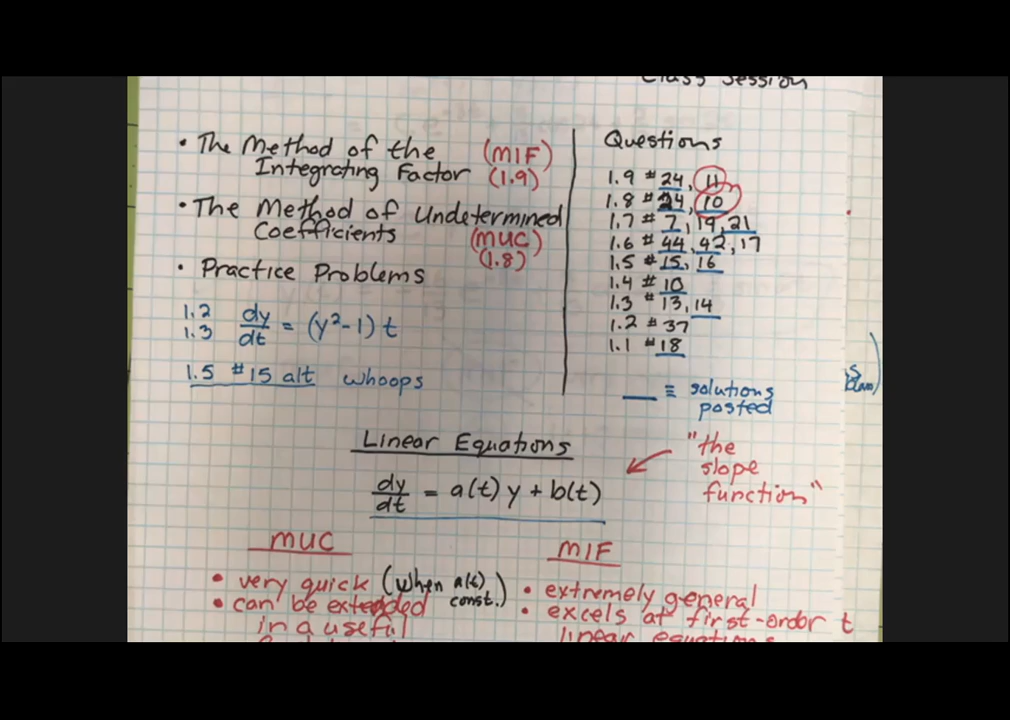 Class Session
• The Method of the (MIF)
Integrating Factor (1.9)
• The Method of Undetermined
Coefficients (MUC)
(1.8)
• Practice Problems
1.2 dy/dt = (y²-1) t
1.3
1.5 #15 alt whoops
Questions
1.9 # 24, 11
1.8 # 24, 10
1.7 # 7, 19, 21
1.6 # 44, 42, 17
1.5 # 15, 16
1.4 # 10
1.3 # 13, 14
1.2 # 37
1.1 # 18
___ ≡ solutions
posted
Linear Equations
dy/dt = a(t) y + b(t)
"the
slope
function"
MUC
• very quick (when a(t)
const.)
• can be extended
in a useful
MIF
• extremely general
• excels at first-order t
linear equations